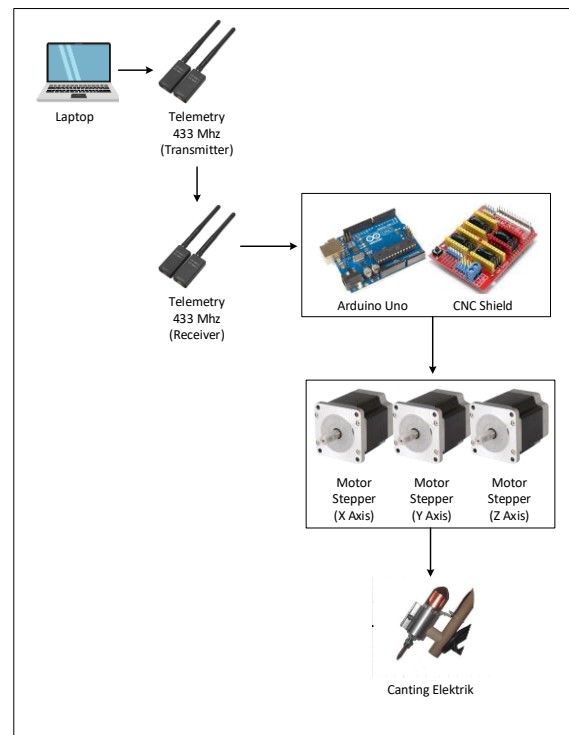 Laptop
Telemetry
433 Mhz
(Transmitter)
Telemetry
433 Mhz
(Receiver)
Arduino Uno
CNC Shield
Motor
Stepper
(X Axis)
Motor
Stepper
(Y Axis)
Motor
Stepper
(Z Axis)
Canting Elektrik